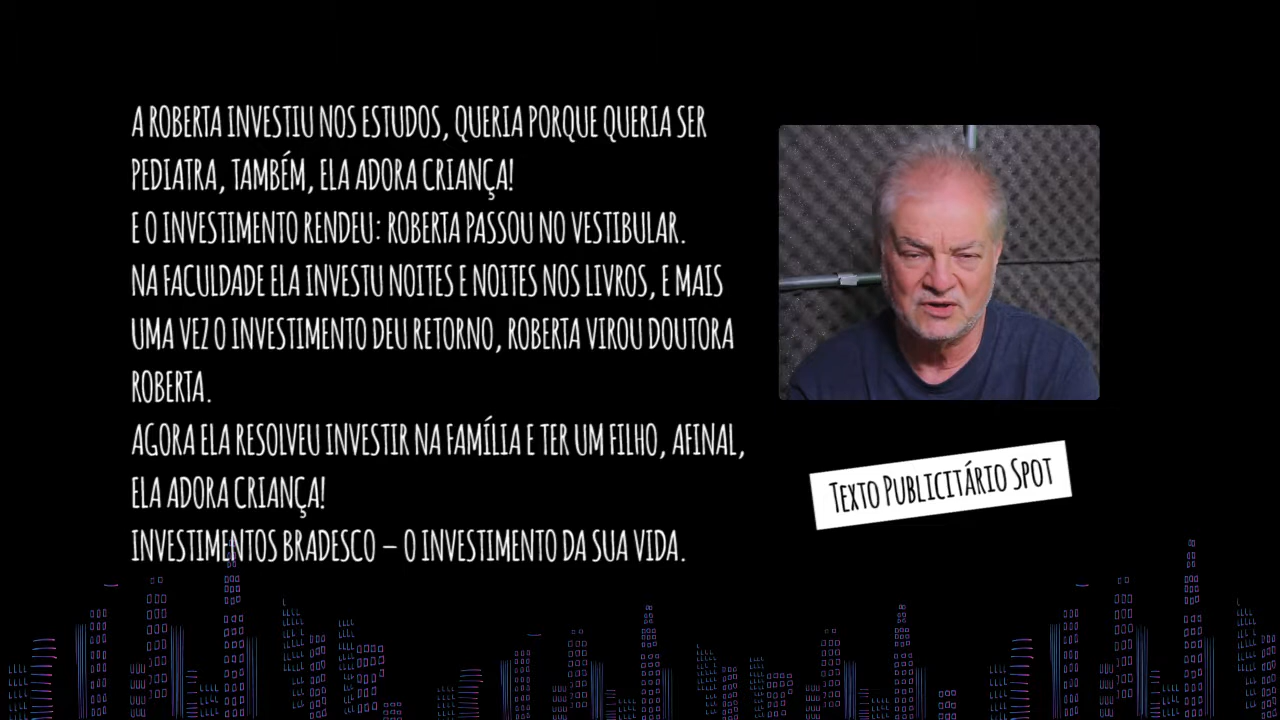 A ROBERTA INVESTIU NOS ESTUDOS, QUERIA PORQUE QUERIA SER
PEDIATRA, TAMBÉM, ELA ADORA CRIANÇA!
E O INVESTIMENTO RENDEU: ROBERTA PASSOU NO VESTIBULAR.
NA FACULDADE ELA INVESTU NOITES E NOITES NOS LIVROS, E MAIS
UMA VEZ O INVESTIMENTO DEU RETORNO, ROBERTA VIROU DOUTORA
ROBERTA.
AGORA ELA RESOLVEU INVESTIR NA FAMÍLIA E TER UM FILHO, AFINAL,
ELA ADORA CRIANÇA!
INVESTIMENTOS BRADESCO – O INVESTIMENTO DA SUA VIDA.
TEXTO PUBLICITÁRIO SPOT